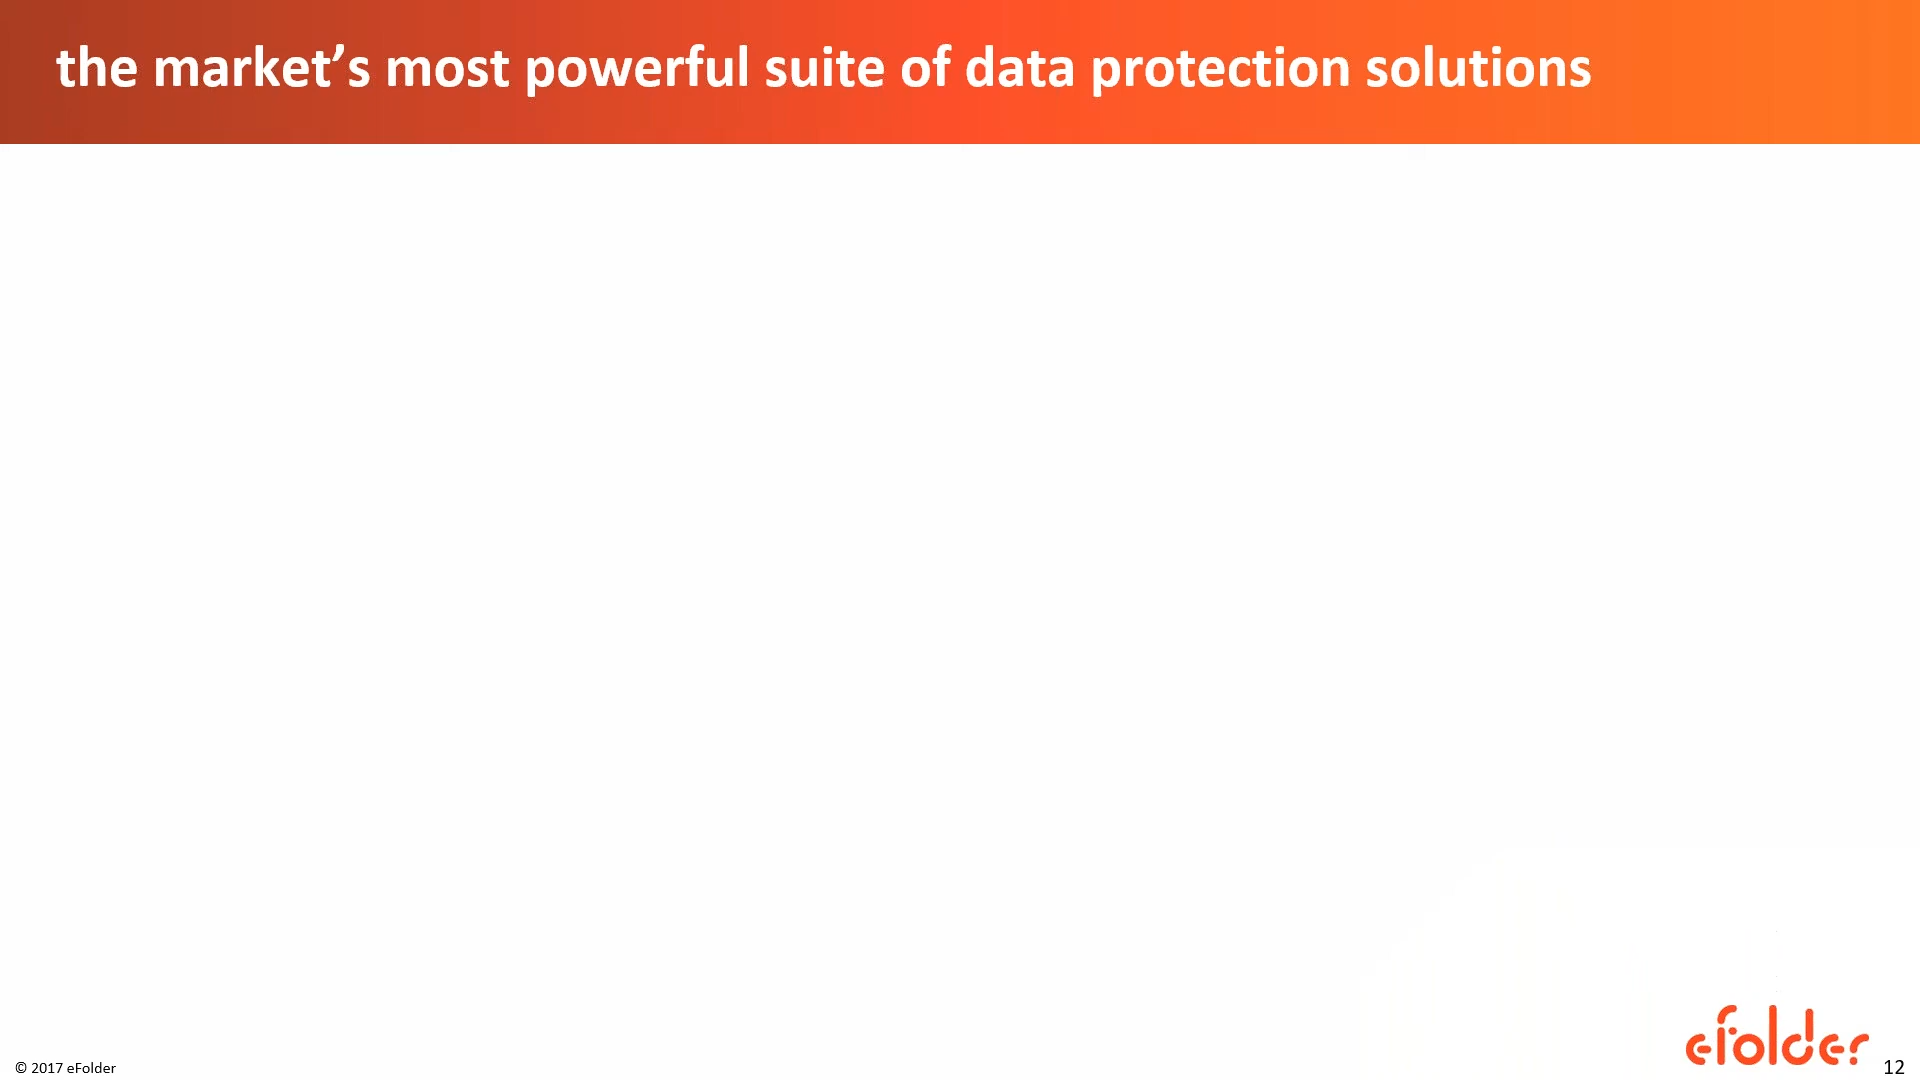 the market’s most powerful suite of data protection solutions
efolder
© 2017 eFolder
12